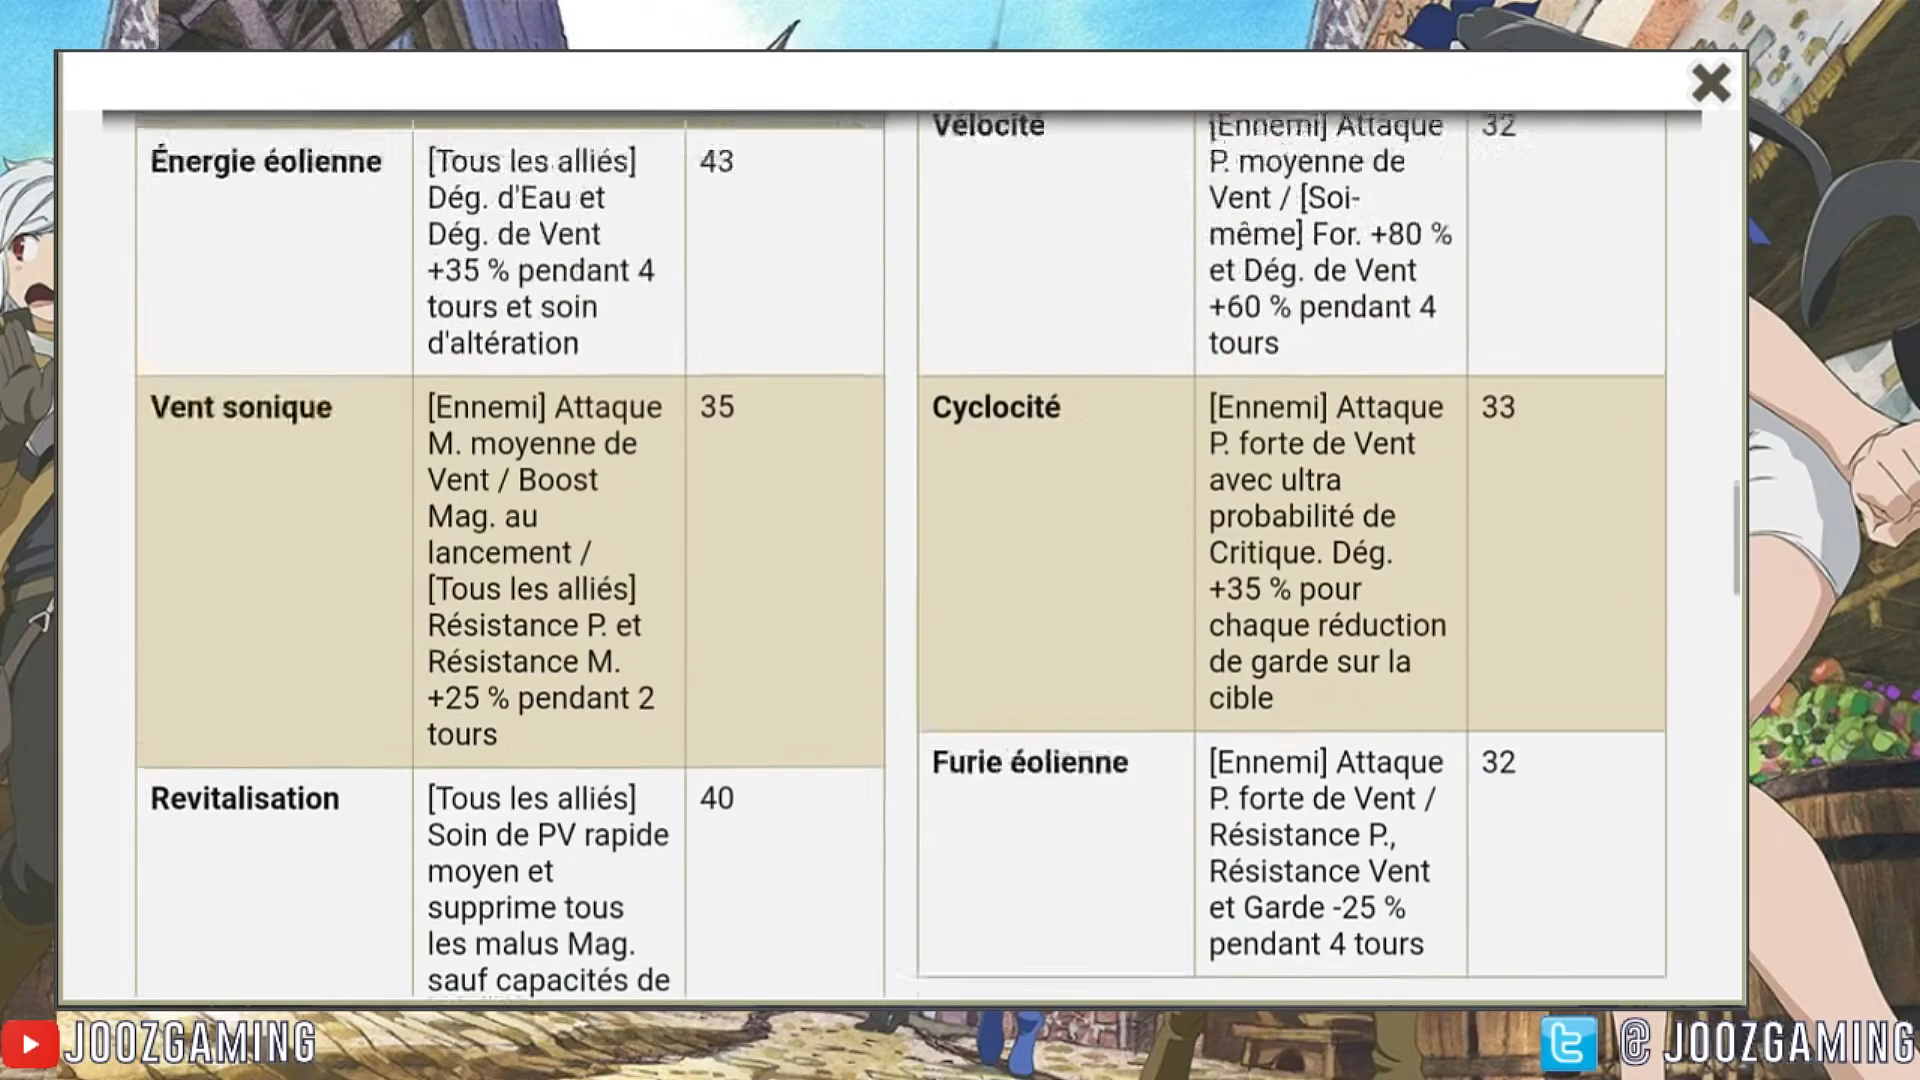 Énergie éolienne
[Tous les alliés]
Dég. d'Eau et
Dég. de Vent
+35 % pendant 4
tours et soin
d'altération
43
Vent sonique
[Ennemi] Attaque
M. moyenne de
Vent / Boost
Mag. au
lancement /
[Tous les alliés]
Résistance P. et
Résistance M.
+25 % pendant 2
tours
35
Revitalisation
[Tous les alliés]
Soin de PV rapide
moyen et
supprime tous
les malus Mag.
sauf capacités de
40
Vélocité
[Ennemi] Attaque
P. moyenne de
Vent / [Soi-
même] For. +80 %
et Dég. de Vent
+60 % pendant 4
tours
32
Cyclocité
[Ennemi] Attaque
P. forte de Vent
avec ultra
probabilité de
Critique. Dég.
+35 % pour
chaque réduction
de garde sur la
cible
33
Furie éolienne
[Ennemi] Attaque
P. forte de Vent /
Résistance P.,
Résistance Vent
et Garde -25 %
pendant 4 tours
32
JOOZGAMING
@ JOOZGAMING